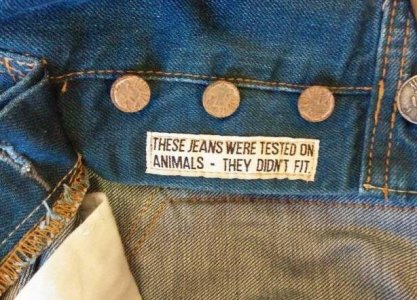 THESE JEANS WERE TESTED ON
ANIMALS - THEY DIDN'T FIT.